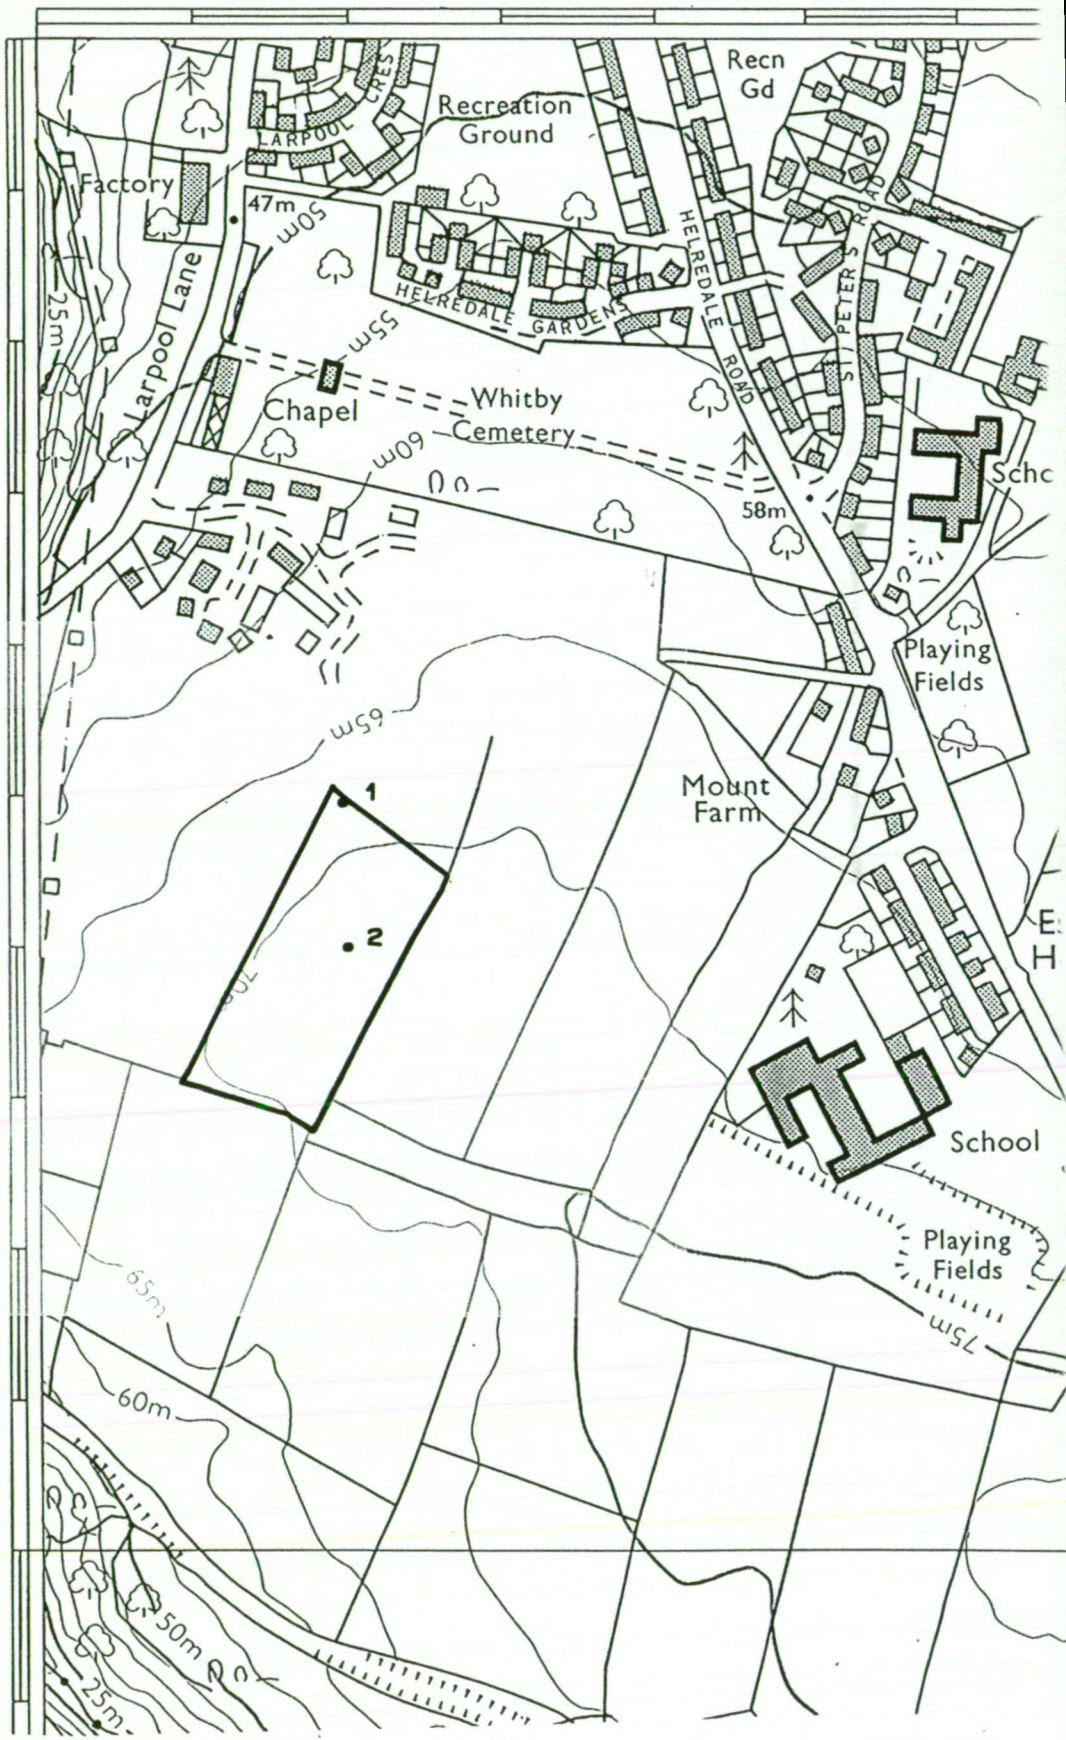 Recn
Gd
CRES
LARPOOL
Recreation
Ground
Factory
47m
50m
25m
Larpool Lane
HELREDALE GARDENS
HELREDALE ROAD
ST PETERS ROAD
55m
Chapel
Whitby
Cemetery
60m
58m
Scho
Playing
Fields
65m
Mount
Farm
1
2
70m
E
H
School
Playing
Fields
75m
65m
60m
50m
25m